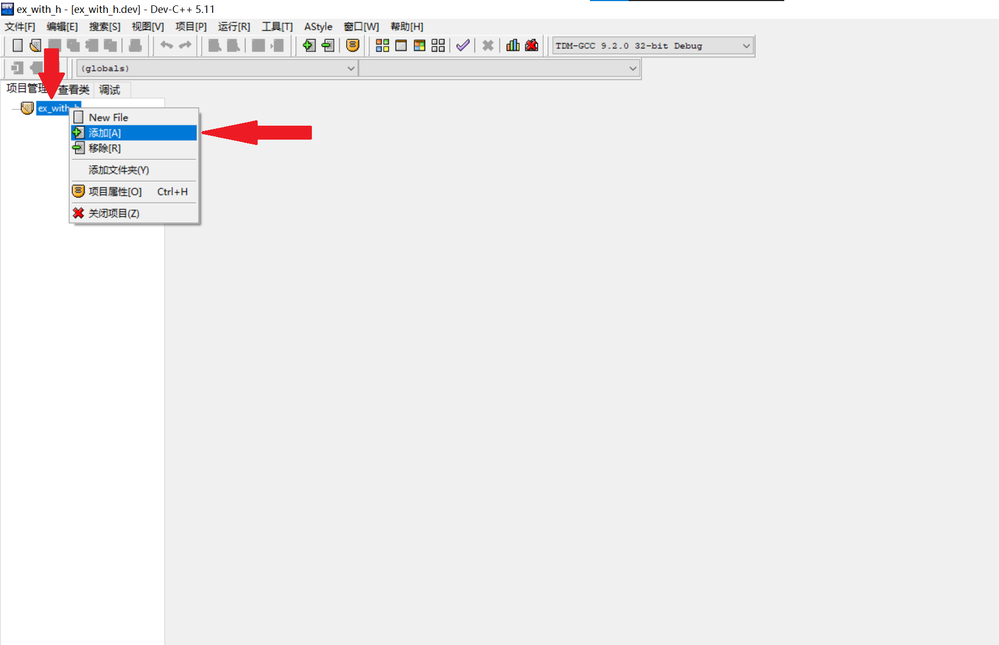 ex_with_h - [ex_with_h.dev] - Dev-C++ 5.11
文件[F] 编辑[E] 搜索[S] 视图[V] 项目[P] 运行[R] 工具[T] AStyle 窗口[W] 帮助[H]
TDM-GCC 9.2.0 32-bit Debug
(globals)
项目管理 查看类 调试
ex_with_h
New File
添加[A]
移除[R]
添加文件夹(Y)
项目属性[O] Ctrl+H
关闭项目(Z)